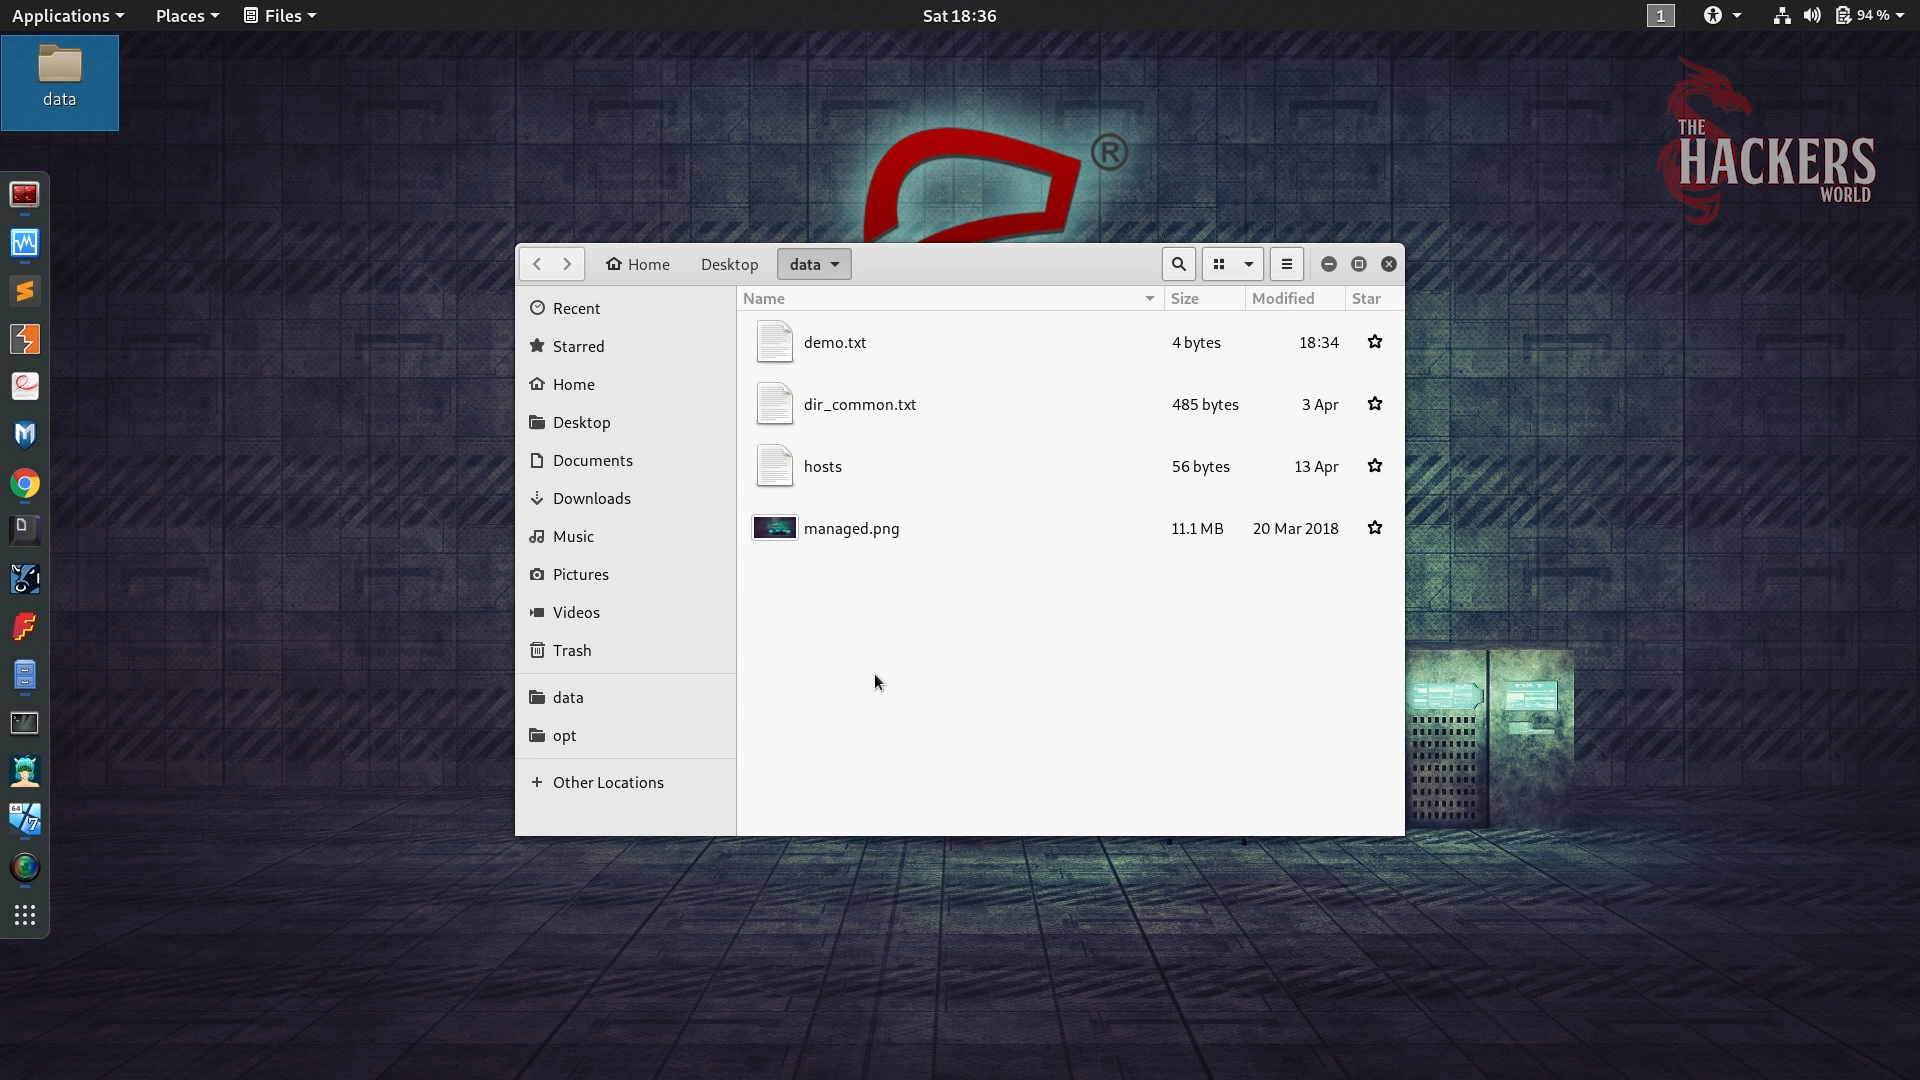 Applications Places Files Sat 18:36 1 94 %
data
THE
HACKERS
WORLD
®
Home Desktop data
Name Size Modified Star
Recent
Starred
Home
Desktop
Documents
Downloads
Music
Pictures
Videos
Trash
data
opt
Other Locations
demo.txt 4 bytes 18:34
dir_common.txt 485 bytes 3 Apr
hosts 56 bytes 13 Apr
managed.png 11.1 MB 20 Mar 2018
64
7